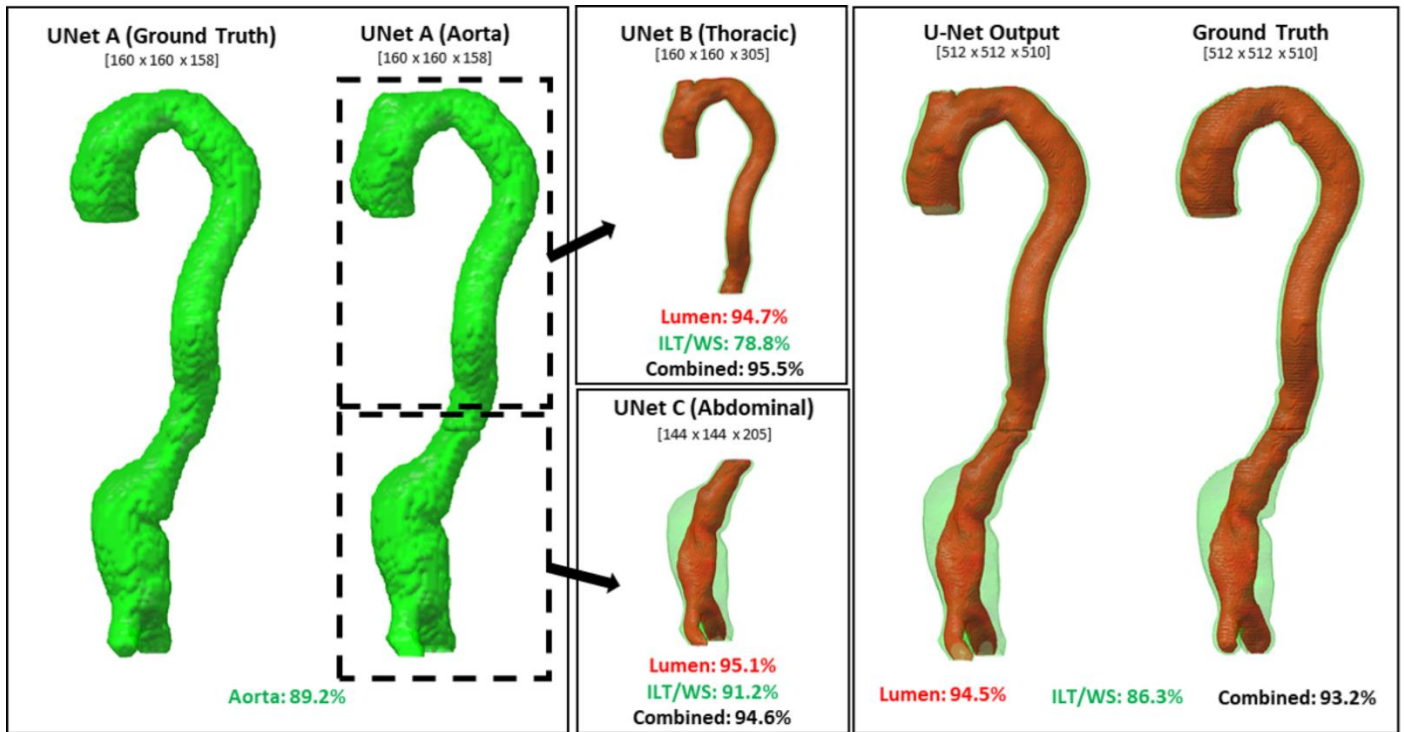 UNet A (Ground Truth)
[160 x 160 x 158]
UNet A (Aorta)
[160 x 160 x 158]
Aorta: 89.2%
UNet B (Thoracic)
[160 x 160 x 305]
Lumen: 94.7%
ILT/WS: 78.8%
Combined: 95.5%
UNet C (Abdominal)
[144 x 144 x 205]
Lumen: 95.1%
ILT/WS: 91.2%
Combined: 94.6%
U-Net Output
[512 x 512 x 510]
Ground Truth
[512 x 512 x 510]
Lumen: 94.5%
ILT/WS: 86.3%
Combined: 93.2%